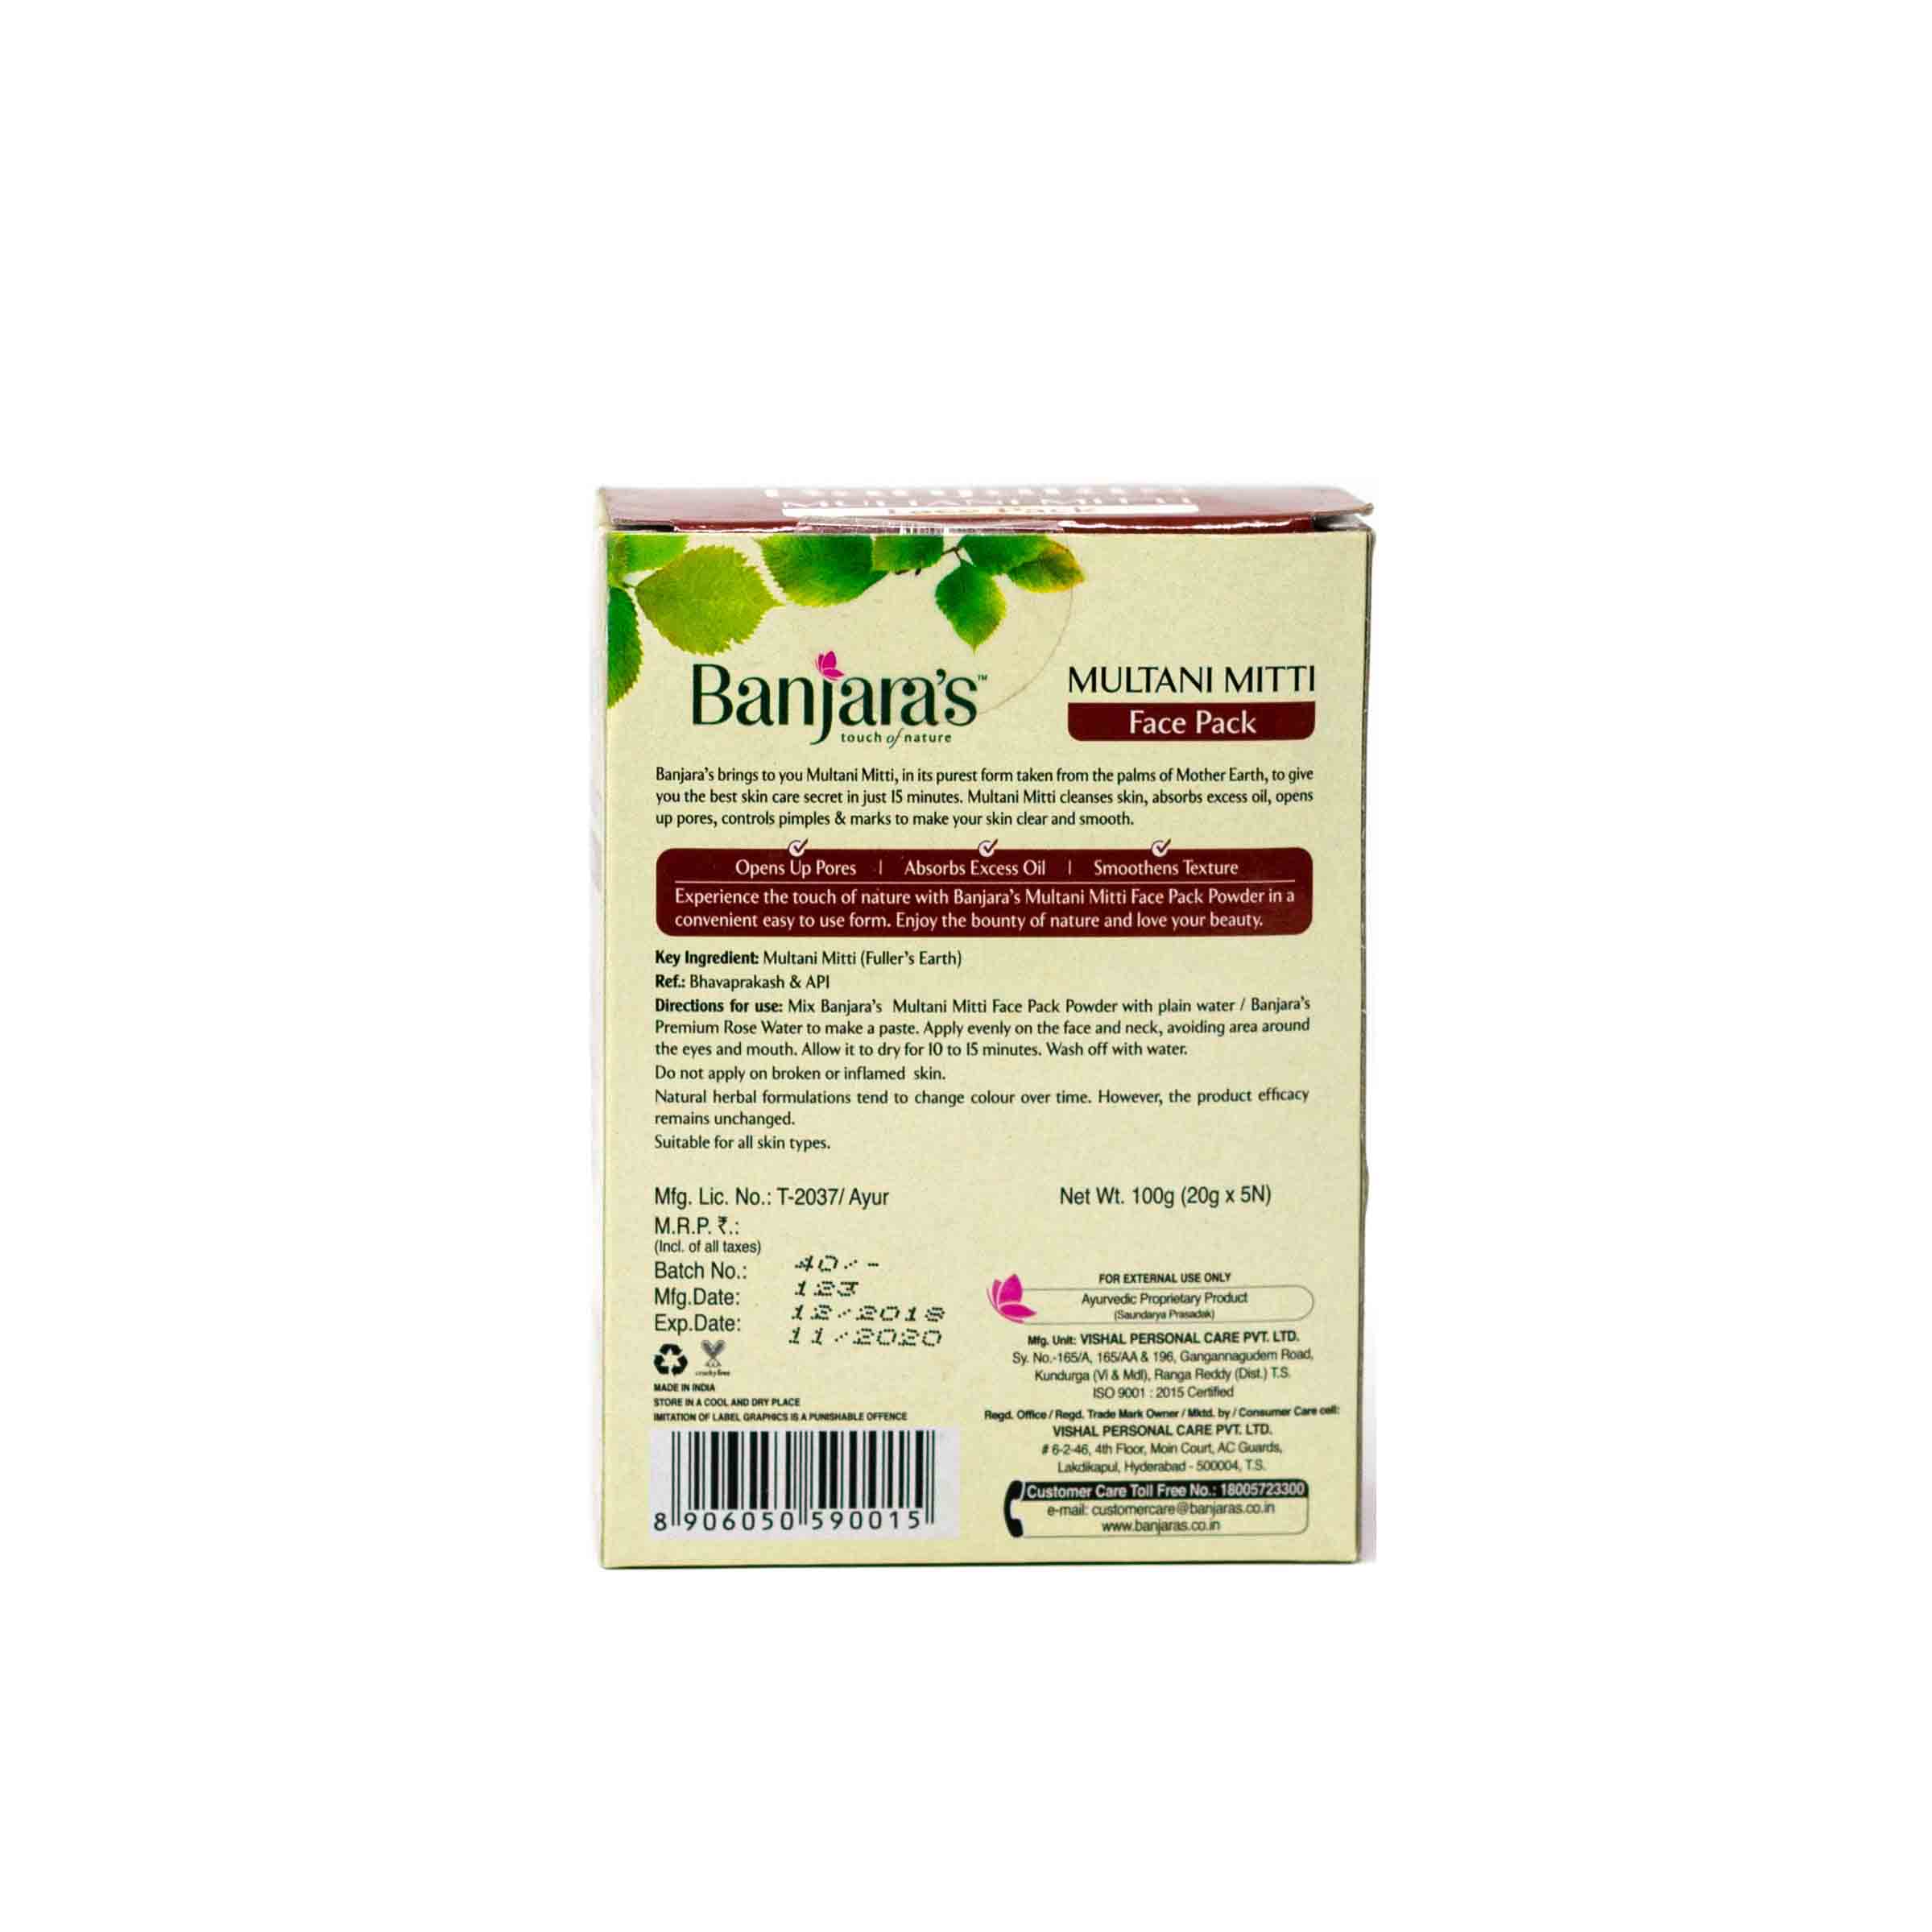 MULTANI MITTI
Face Pack
Banjara's™
touch of nature
MULTANI MITTI
Face Pack
Banjara's brings to you Multani Mitti, in its purest form taken from the palms of Mother Earth, to give
you the best skin care secret in just 15 minutes. Multani Mitti cleanses skin, absorbs excess oil, opens
up pores, controls pimples & marks to make your skin clear and smooth.
Opens Up Pores | Absorbs Excess Oil | Smoothens Texture
Experience the touch of nature with Banjara's Multani Mitti Face Pack Powder in a
convenient easy to use form. Enjoy the bounty of nature and love your beauty.
Key Ingredient: Multani Mitti (Fuller's Earth)
Ref.: Bhavaprakash & API
Directions for use: Mix Banjara's Multani Mitti Face Pack Powder with plain water / Banjara's
Premium Rose Water to make a paste. Apply evenly on the face and neck, avoiding area around
the eyes and mouth. Allow it to dry for 10 to 15 minutes. Wash off with water.
Do not apply on broken or inflamed skin.
Natural herbal formulations tend to change colour over time. However, the product efficacy
remains unchanged.
Suitable for all skin types.
Mfg. Lic. No.: T-2037/ Ayur
Net Wt. 100g (20g x 5N)
M.R.P. ₹.:
(Incl. of all taxes)
40/-
Batch No.:
123
Mfg.Date:
12/2018
Exp.Date:
11/2020
cruelty free
MADE IN INDIA
STORE IN A COOL AND DRY PLACE
IMITATION OF LABEL GRAPHICS IS A PUNISHABLE OFFENCE
8 906050 590015
FOR EXTERNAL USE ONLY
Ayurvedic Proprietary Product
(Saundarya Prasadak)
Mfg. Unit: VISHAL PERSONAL CARE PVT. LTD.
Sy. No.-165/A, 165/AA & 196, Gangannagudem Road,
Kundurga (Vi & Mdl), Ranga Reddy (Dist.) T.S.
ISO 9001 : 2015 Certified
Regd. Office / Regd. Trade Mark Owner / Mktd. by / Consumer Care cell:
VISHAL PERSONAL CARE PVT. LTD.
# 6-2-46, 4th Floor, Moin Court, AC Guards,
Lakdikapul, Hyderabad - 500004, T.S.
Customer Care Toll Free No.: 18005723300
e-mail: customercare@banjaras.co.in
www.banjaras.co.in